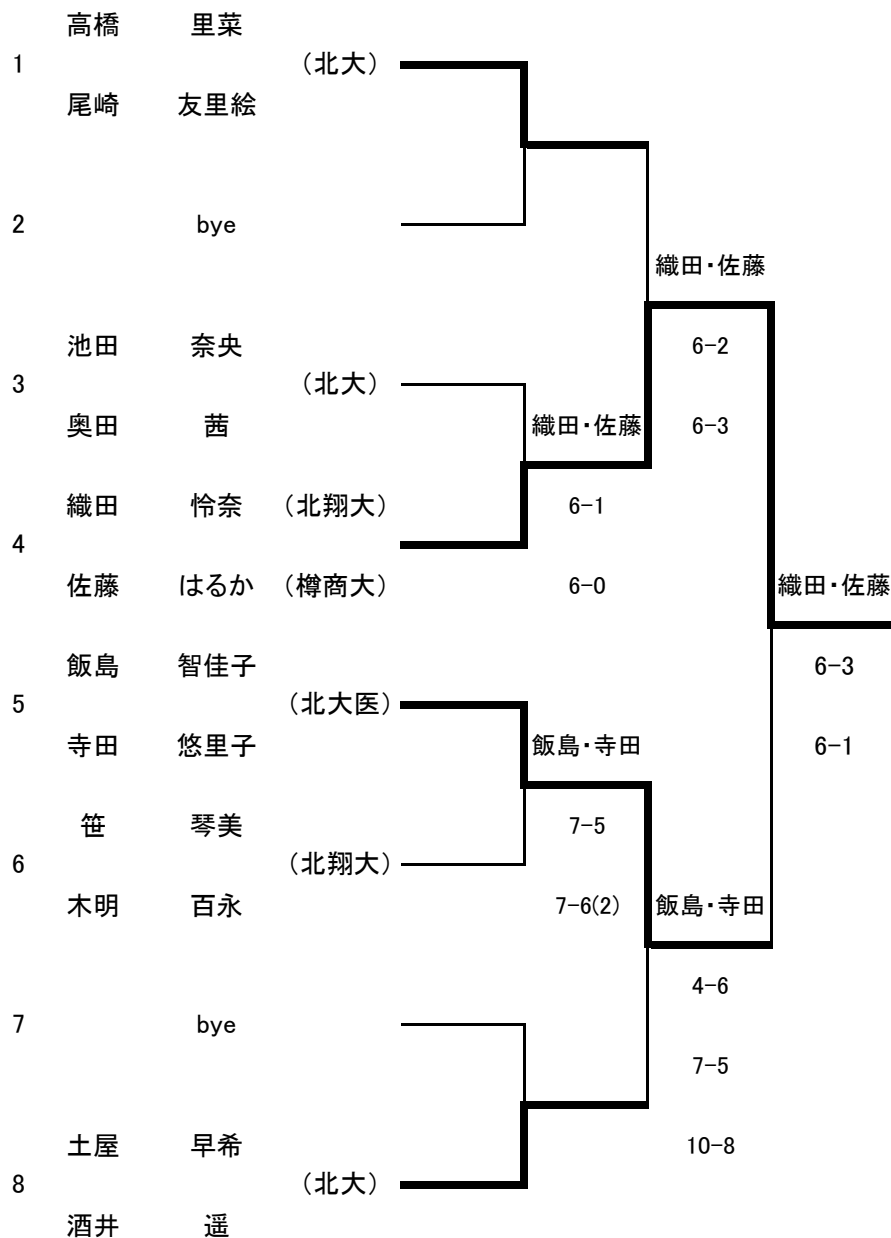 高橋 里菜
1 (北大)
尾崎 友里絵
2 bye
織田・佐藤
池田 奈央 6-2
3 (北大)
奥田 茜 織田・佐藤 6-3
織田 怜奈 (北翔大) 6-1
4
佐藤 はるか (樽商大) 6-0 織田・佐藤
飯島 智佳子 6-3
5 (北大医)
寺田 悠里子 飯島・寺田 6-1
笹 琴美 7-5
6 (北翔大)
木明 百永 7-6(2) 飯島・寺田
4-6
7 bye
7-5
土屋 早希 10-8
8 (北大)
酒井 遥